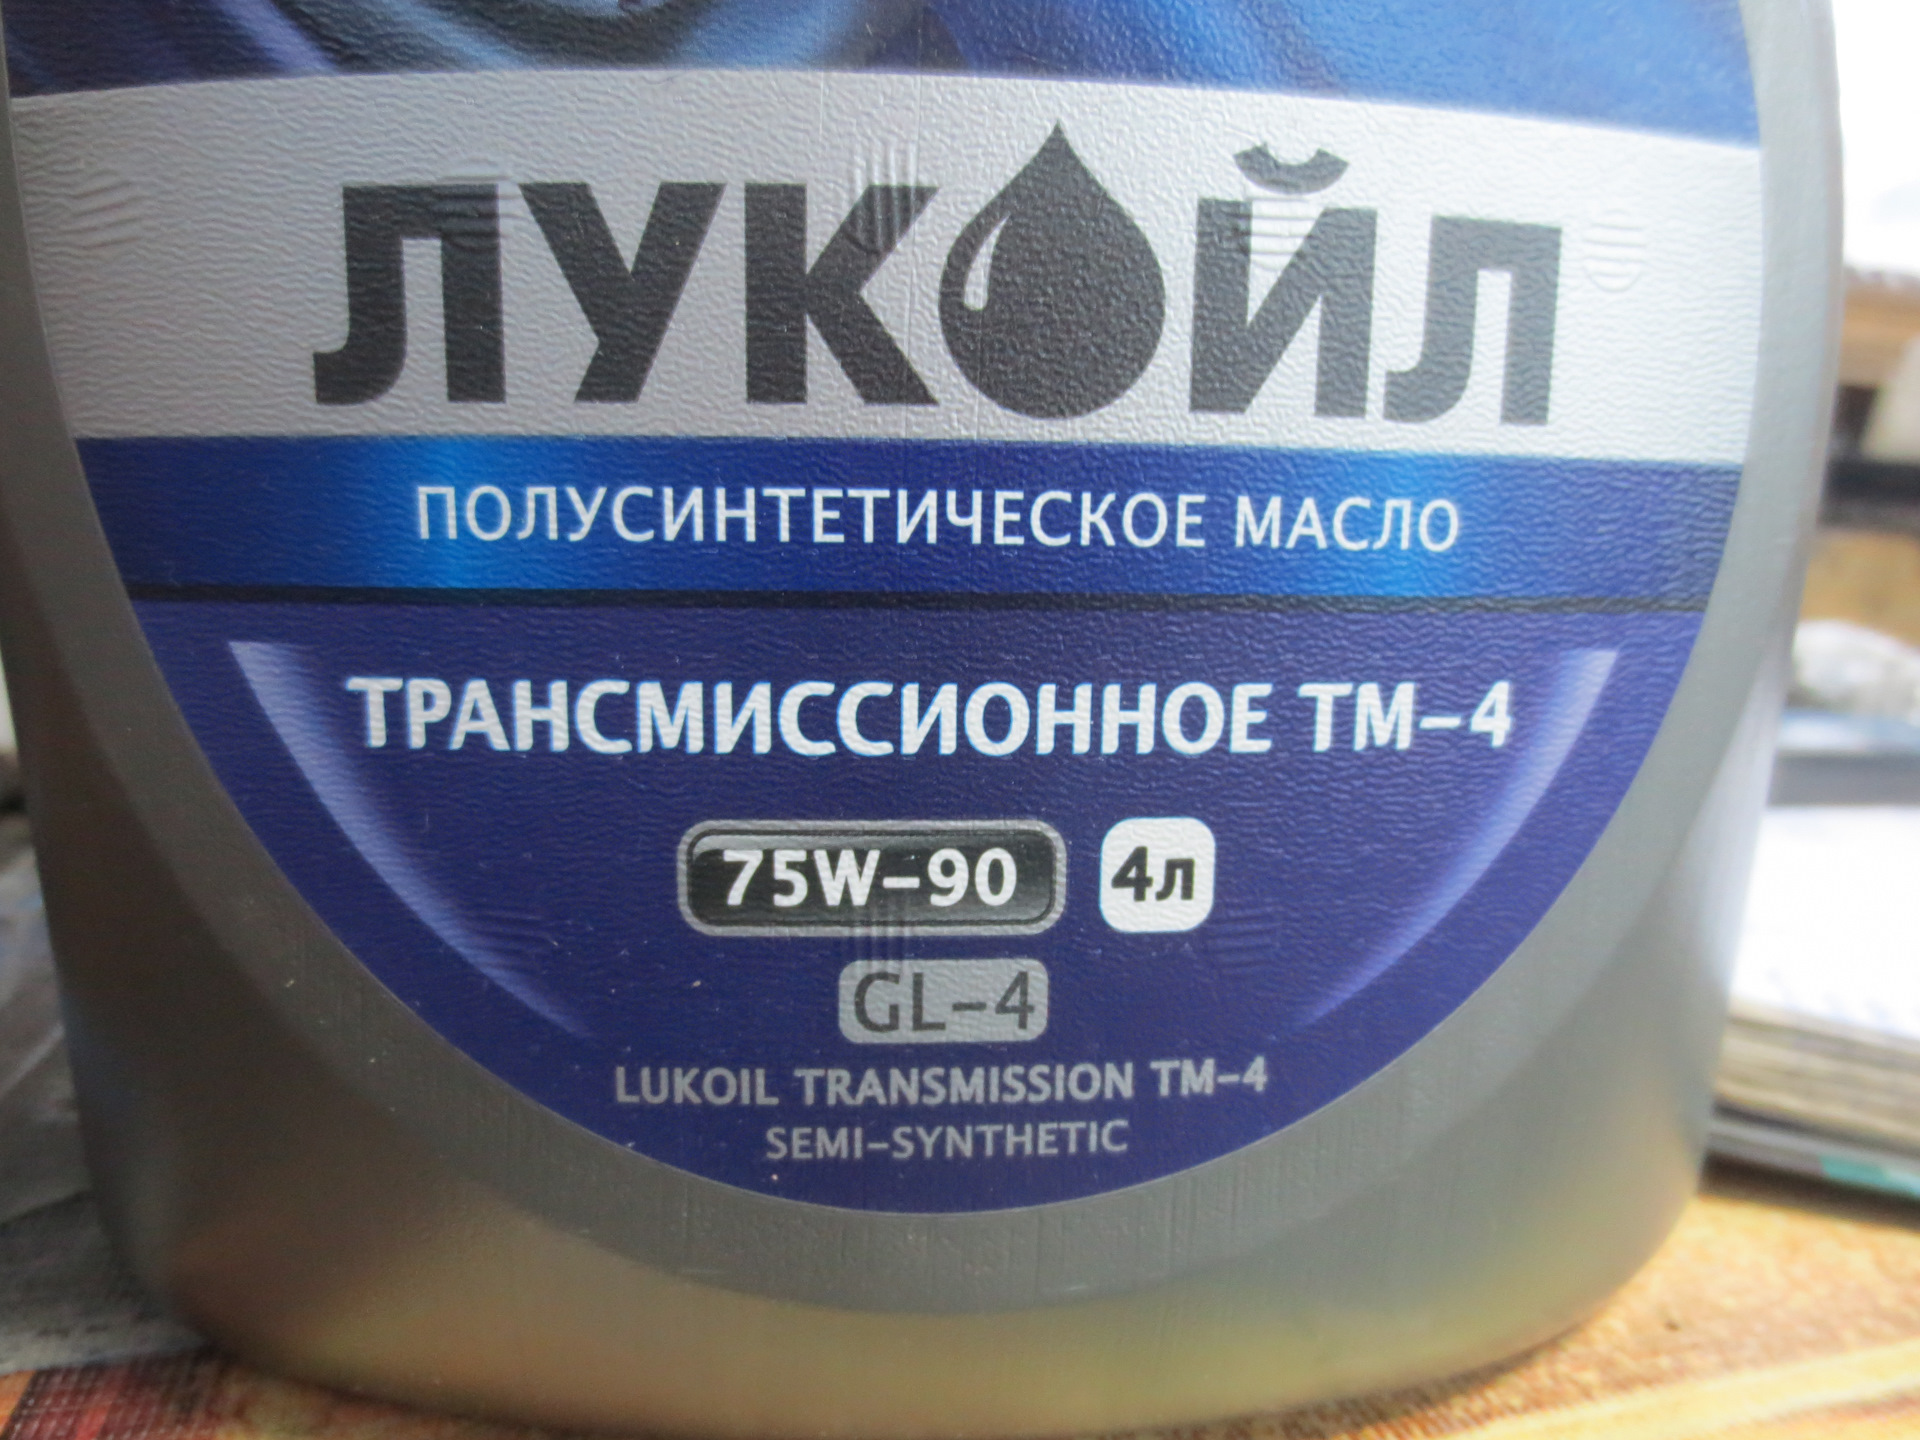 ЛУКОЙЛ
ПОЛУСИНТЕТИЧЕСКОЕ МАСЛО
ТРАНСМИССИОННОЕ ТМ-4
75W-90 4л
GL-4
LUKOIL TRANSMISSION TM-4
SEMI-SYNTHETIC